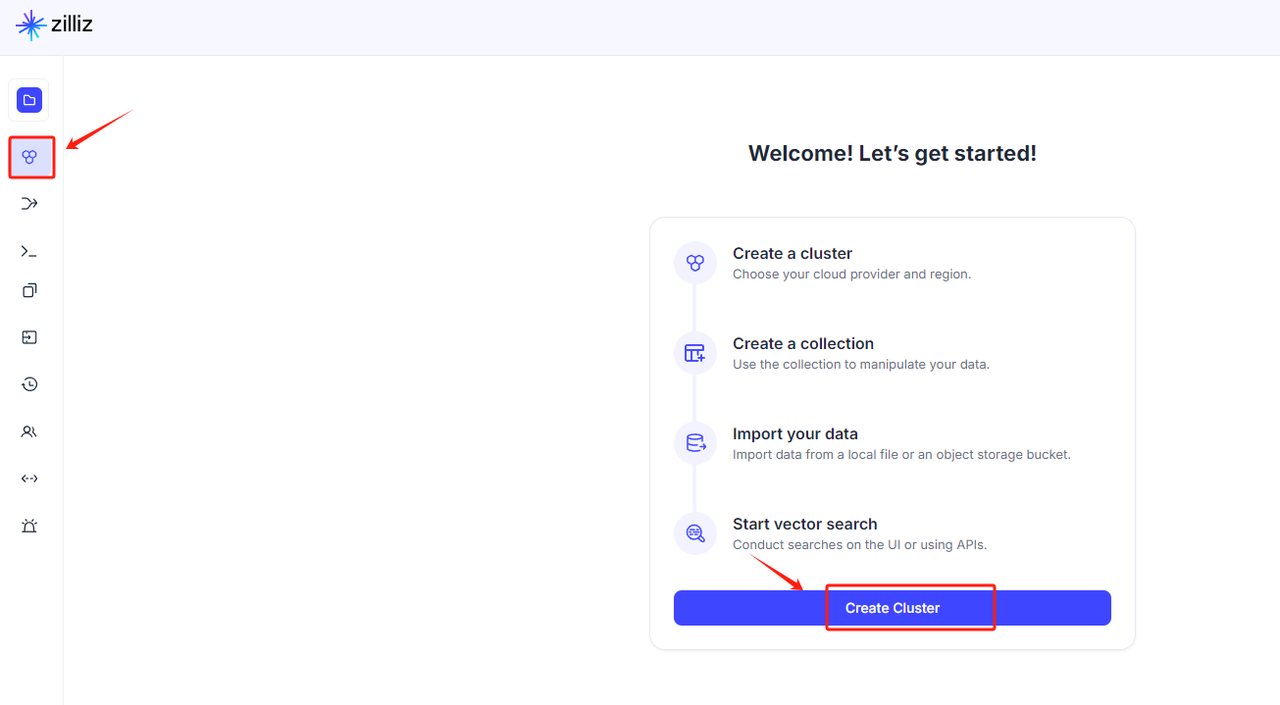 zilliz
Welcome! Let’s get started!
Create a cluster
Choose your cloud provider and region.
Create a collection
Use the collection to manipulate your data.
Import your data
Import data from a local file or an object storage bucket.
Start vector search
Conduct searches on the UI or using APIs.
Create Cluster